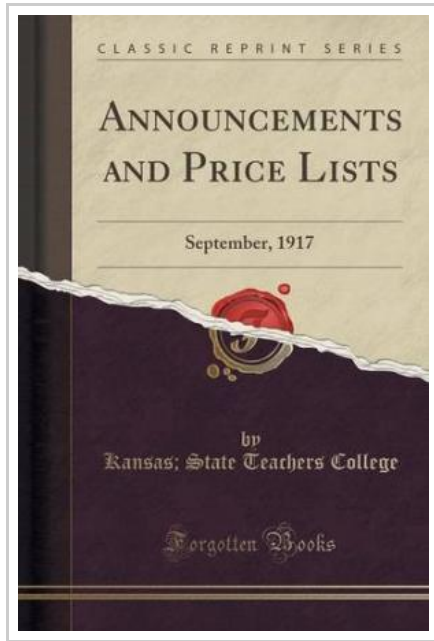 CLASSIC REPRINT SERIES
ANNOUNCEMENTS
AND PRICE LISTS
September, 1917
by
Kansas; State Teachers College
Forgotten Books